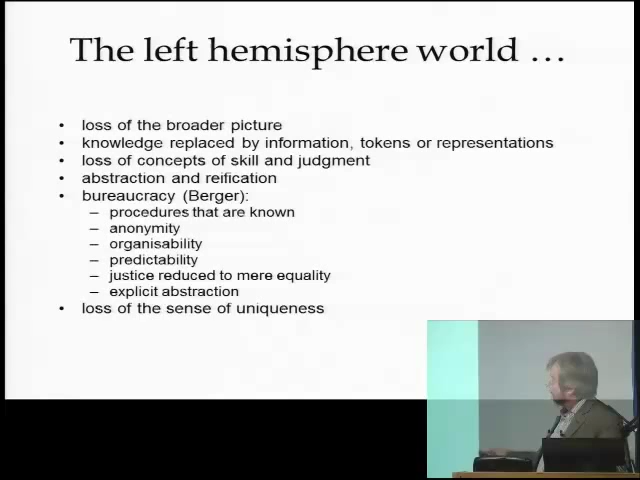 The left hemisphere world …
• loss of the broader picture
• knowledge replaced by information, tokens or representations
• loss of concepts of skill and judgment
• abstraction and reification
• bureaucracy (Berger):
– procedures that are known
– anonymity
– organisability
– predictability
– justice reduced to mere equality
– explicit abstraction
• loss of the sense of uniqueness